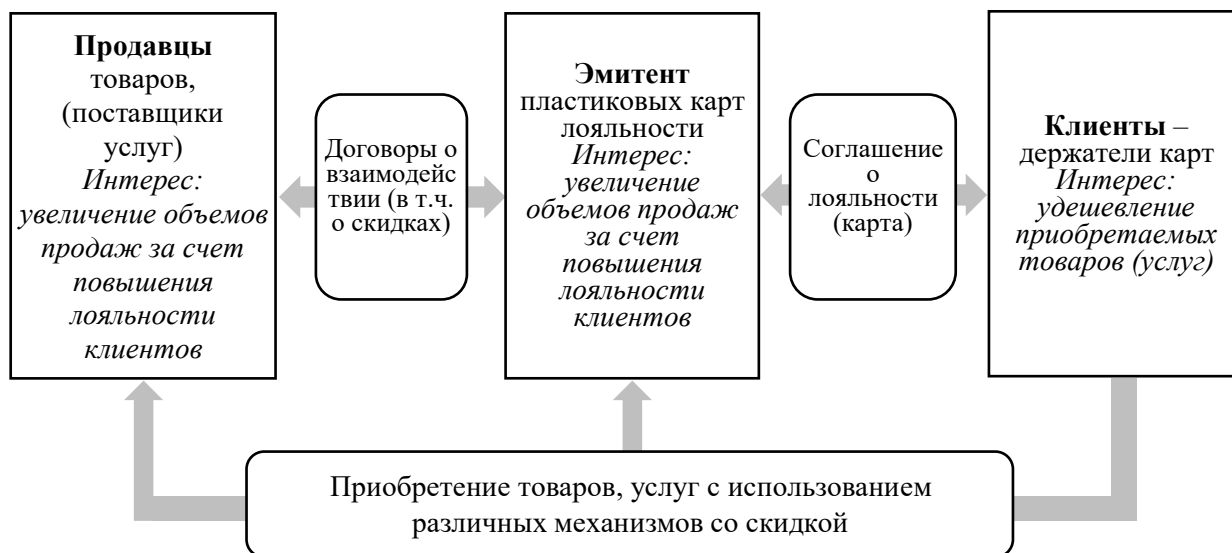 Продавцы
товаров,
(поставщики
услуг)
Интерес:
увеличение объемов
продаж за счет
повышения
лояльности
клиентов
Договоры о
взаимодейс
твии (в т.ч.
о скидках)
Эмитент
пластиковых карт
лояльности
Интерес:
увеличение
объемов продаж
за счет
повышения
лояльности
клиентов
Соглашение
о
лояльности
(карта)
Клиенты –
держатели карт
Интерес:
удешевление
приобретаемых
товаров (услуг)
Приобретение товаров, услуг с использованием
различных механизмов со скидкой